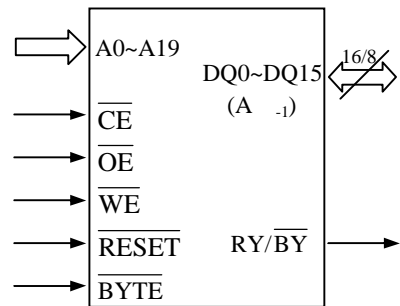 A0~A19
16/8
DQ0~DQ15
(A -1)
CE
OE
WE
RESET
RY/BY
BYTE